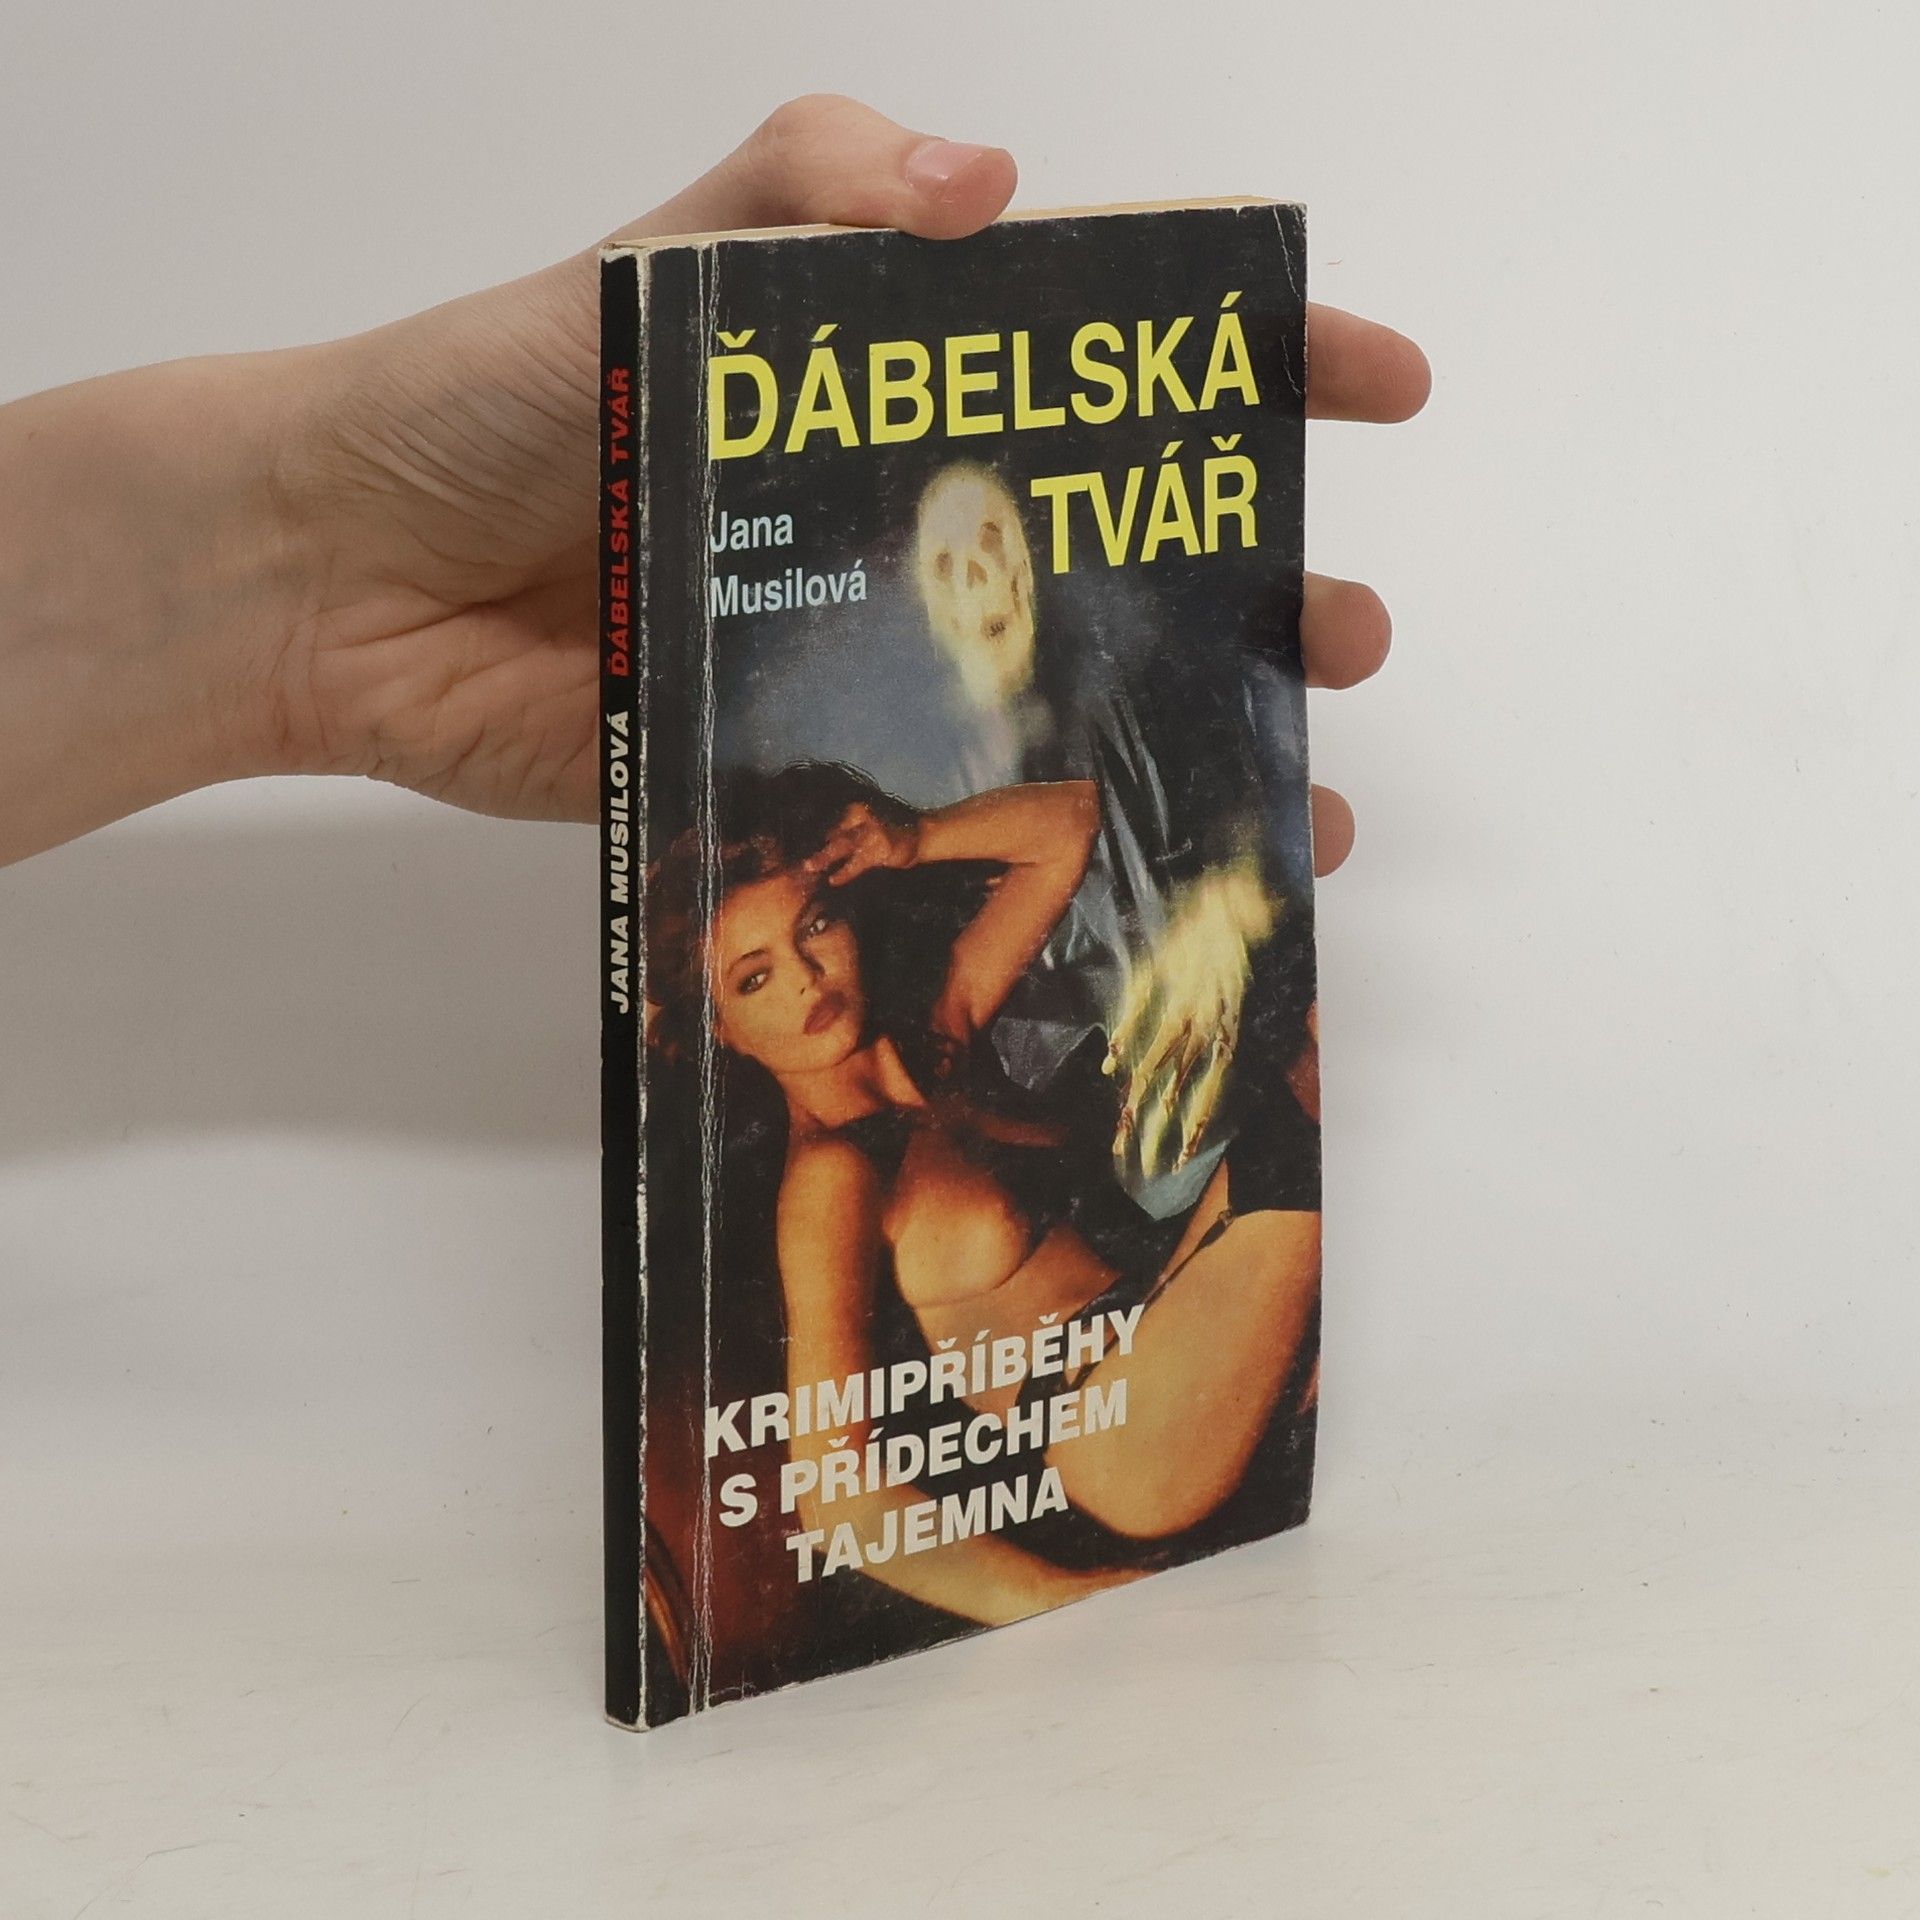 ĎÁBELSKÁ
TVÁŘ
Jana
Musilová
KRIMIPŘÍBĚHY
S PŘÍDECHEM
TAJEMNA
JANA MUSILOVÁ ĎÁBELSKÁ TVÁŘ